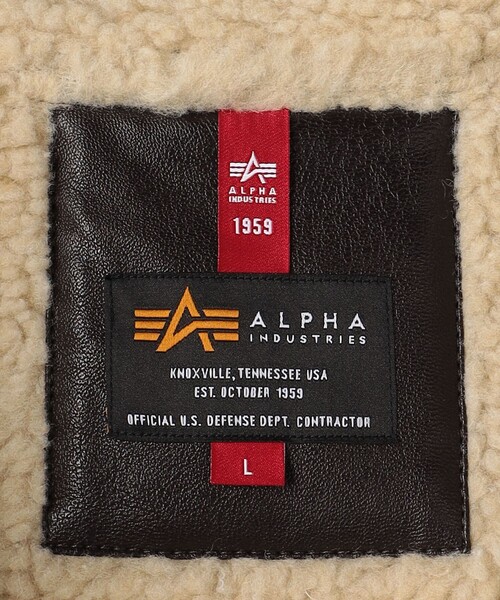 ALPHA
INDUSTRIES
1959
ALPHA
INDUSTRIES
KNOXVILLE, TENNESSEE USA
EST. OCTOBER 1959
OFFICIAL U.S. DEFENSE DEPT. CONTRACTOR
L